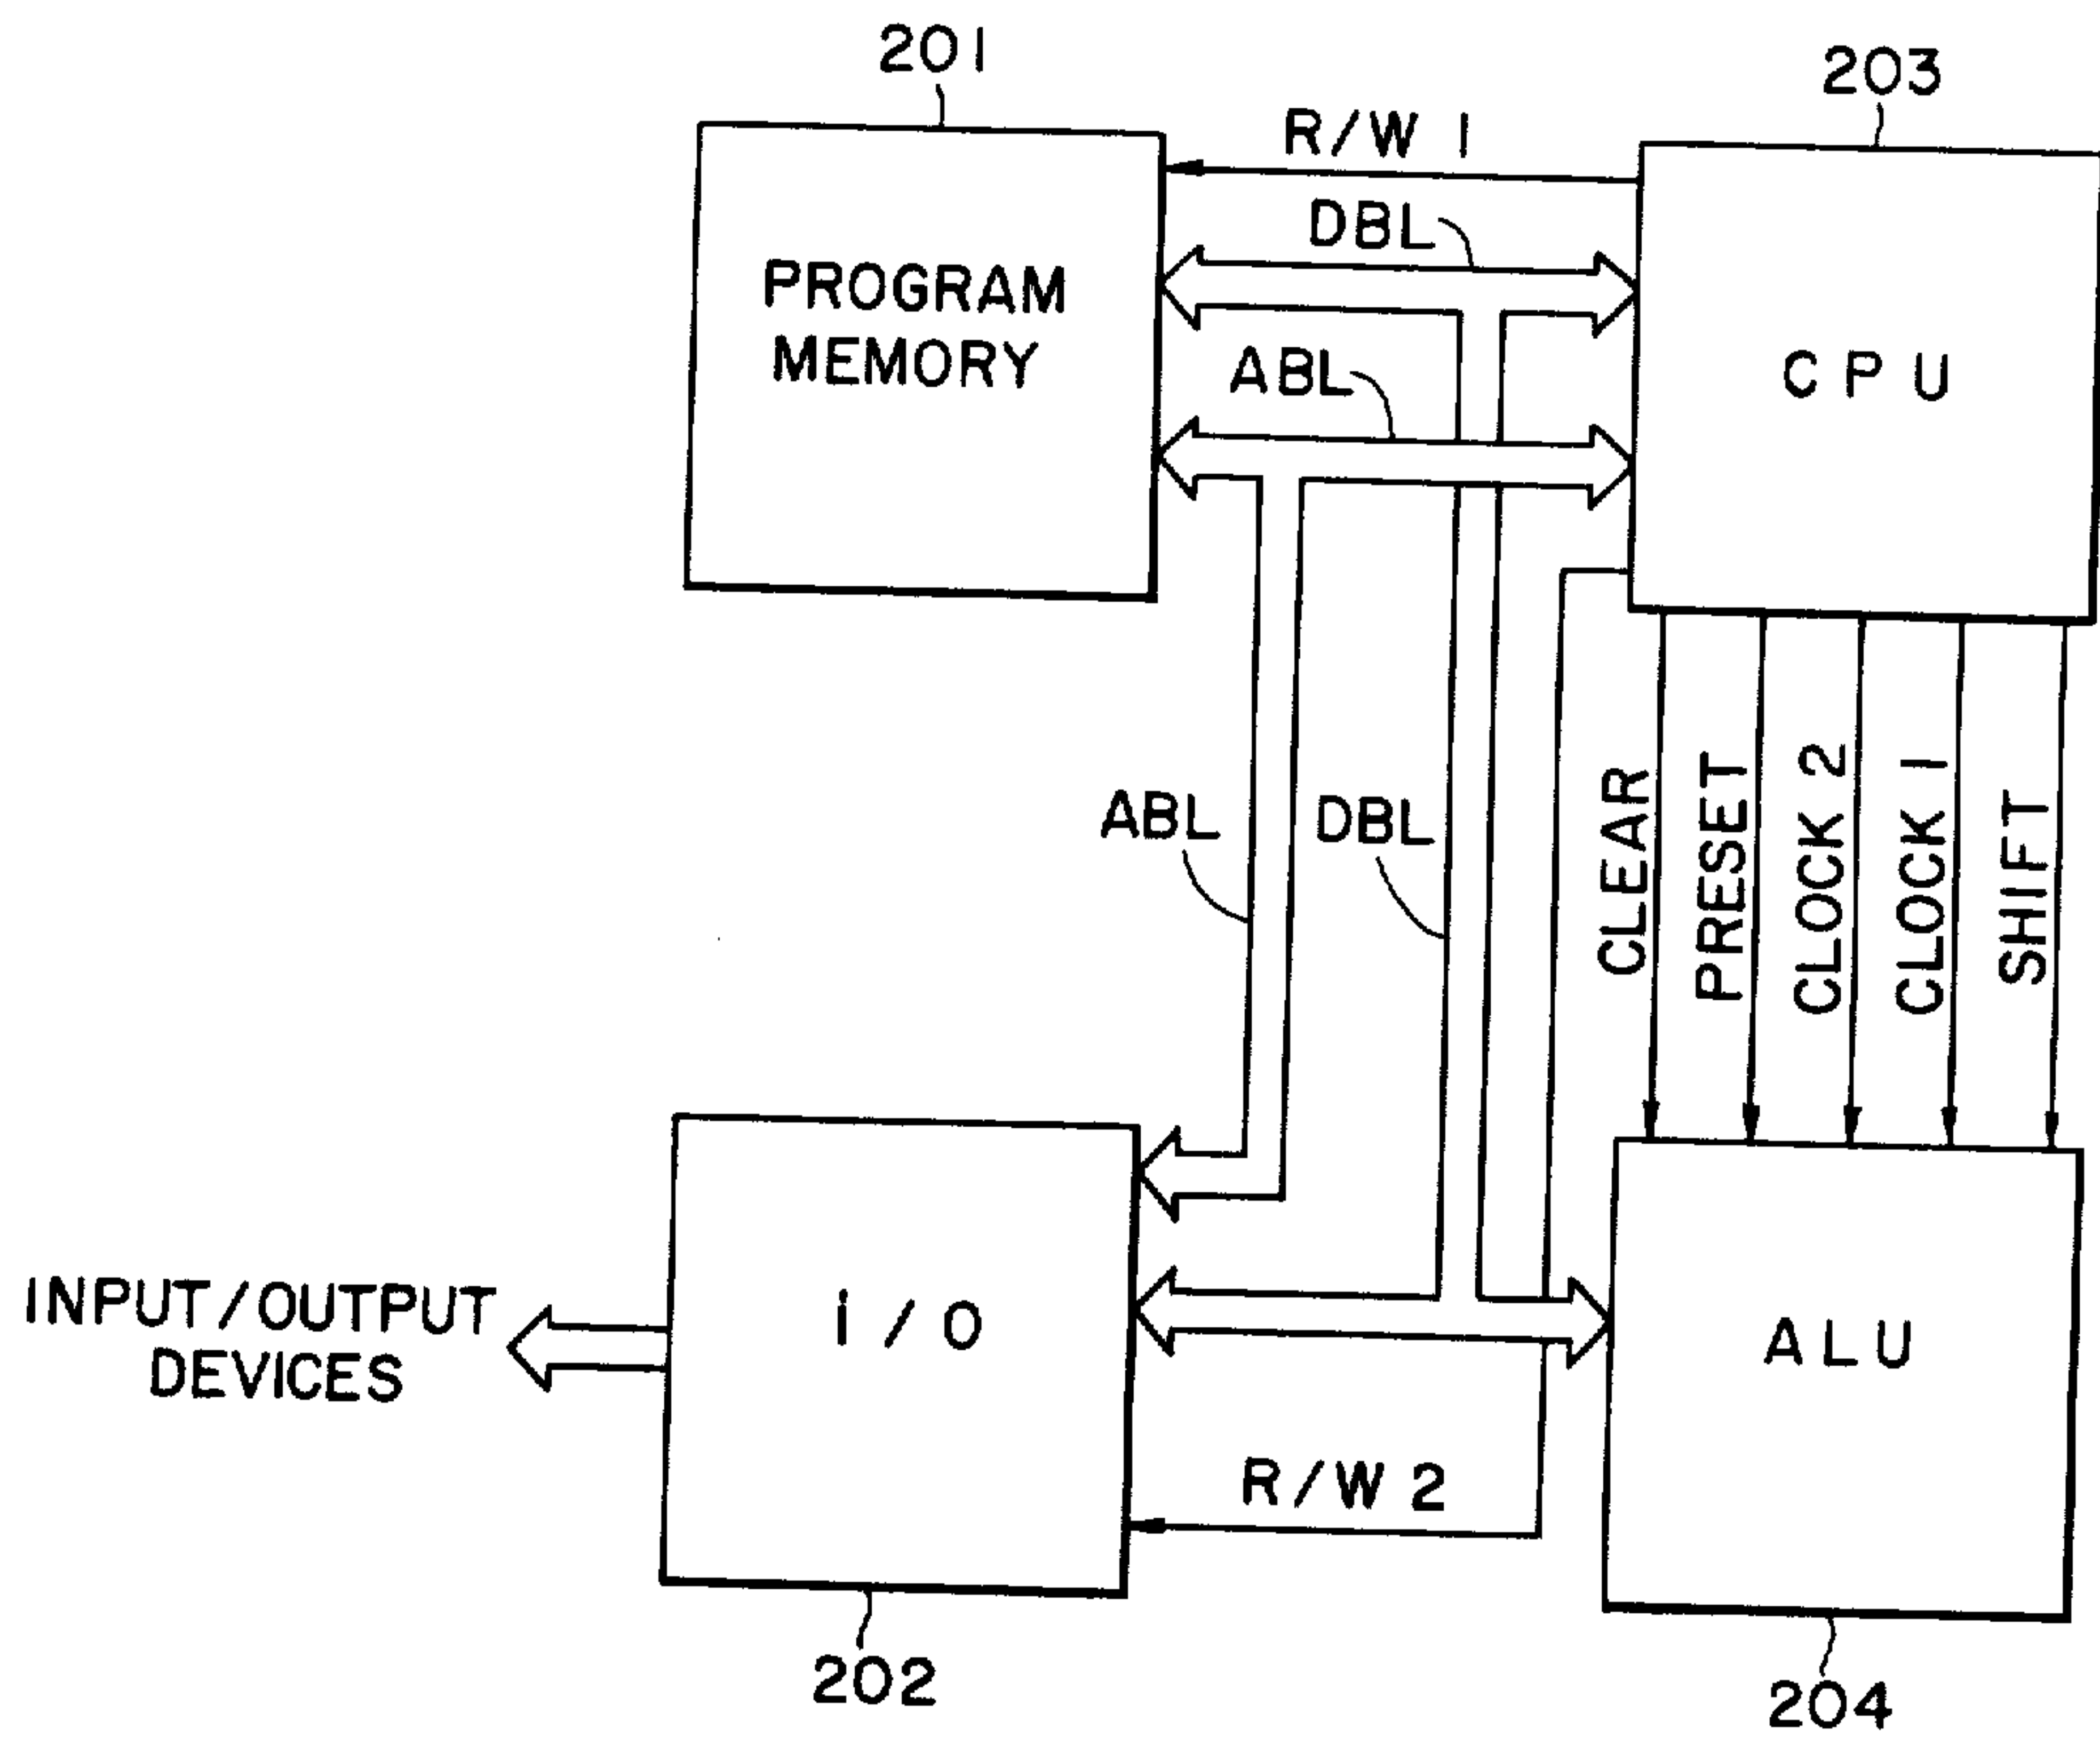 201
203
R/W 1
DBL
PROGRAM
MEMORY
ABL
CPU
ABL
DBL
CLEAR
PRESET
CLOCK 2
CLOCK 1
SHIFT
INPUT/OUTPUT
DEVICES
i/O
ALU
R/W 2
202
204